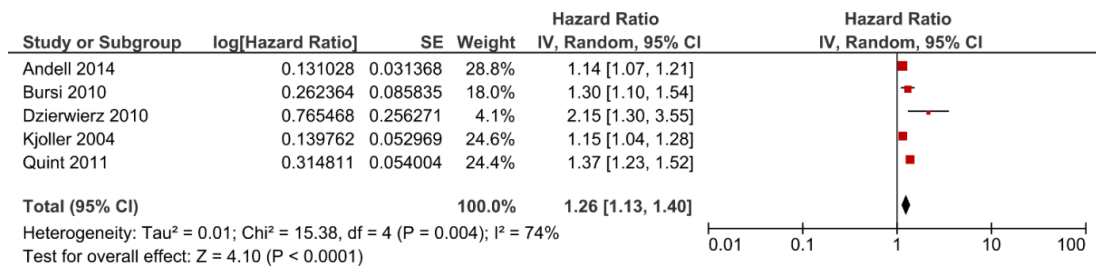 Hazard Ratio Hazard Ratio
Study or Subgroup log[Hazard Ratio] SE Weight IV, Random, 95% CI IV, Random, 95% CI
Andell 2014 0.131028 0.031368 28.8% 1.14 [1.07, 1.21]
Bursi 2010 0.262364 0.085835 18.0% 1.30 [1.10, 1.54]
Dzierwierz 2010 0.765468 0.256271 4.1% 2.15 [1.30, 3.55]
Kjoller 2004 0.139762 0.052969 24.6% 1.15 [1.04, 1.28]
Quint 2011 0.314811 0.054004 24.4% 1.37 [1.23, 1.52]
Total (95% CI) 100.0% 1.26 [1.13, 1.40]
Heterogeneity: Tau² = 0.01; Chi² = 15.38, df = 4 (P = 0.004); I² = 74%
Test for overall effect: Z = 4.10 (P < 0.0001)
0.01 0.1 1 10 100